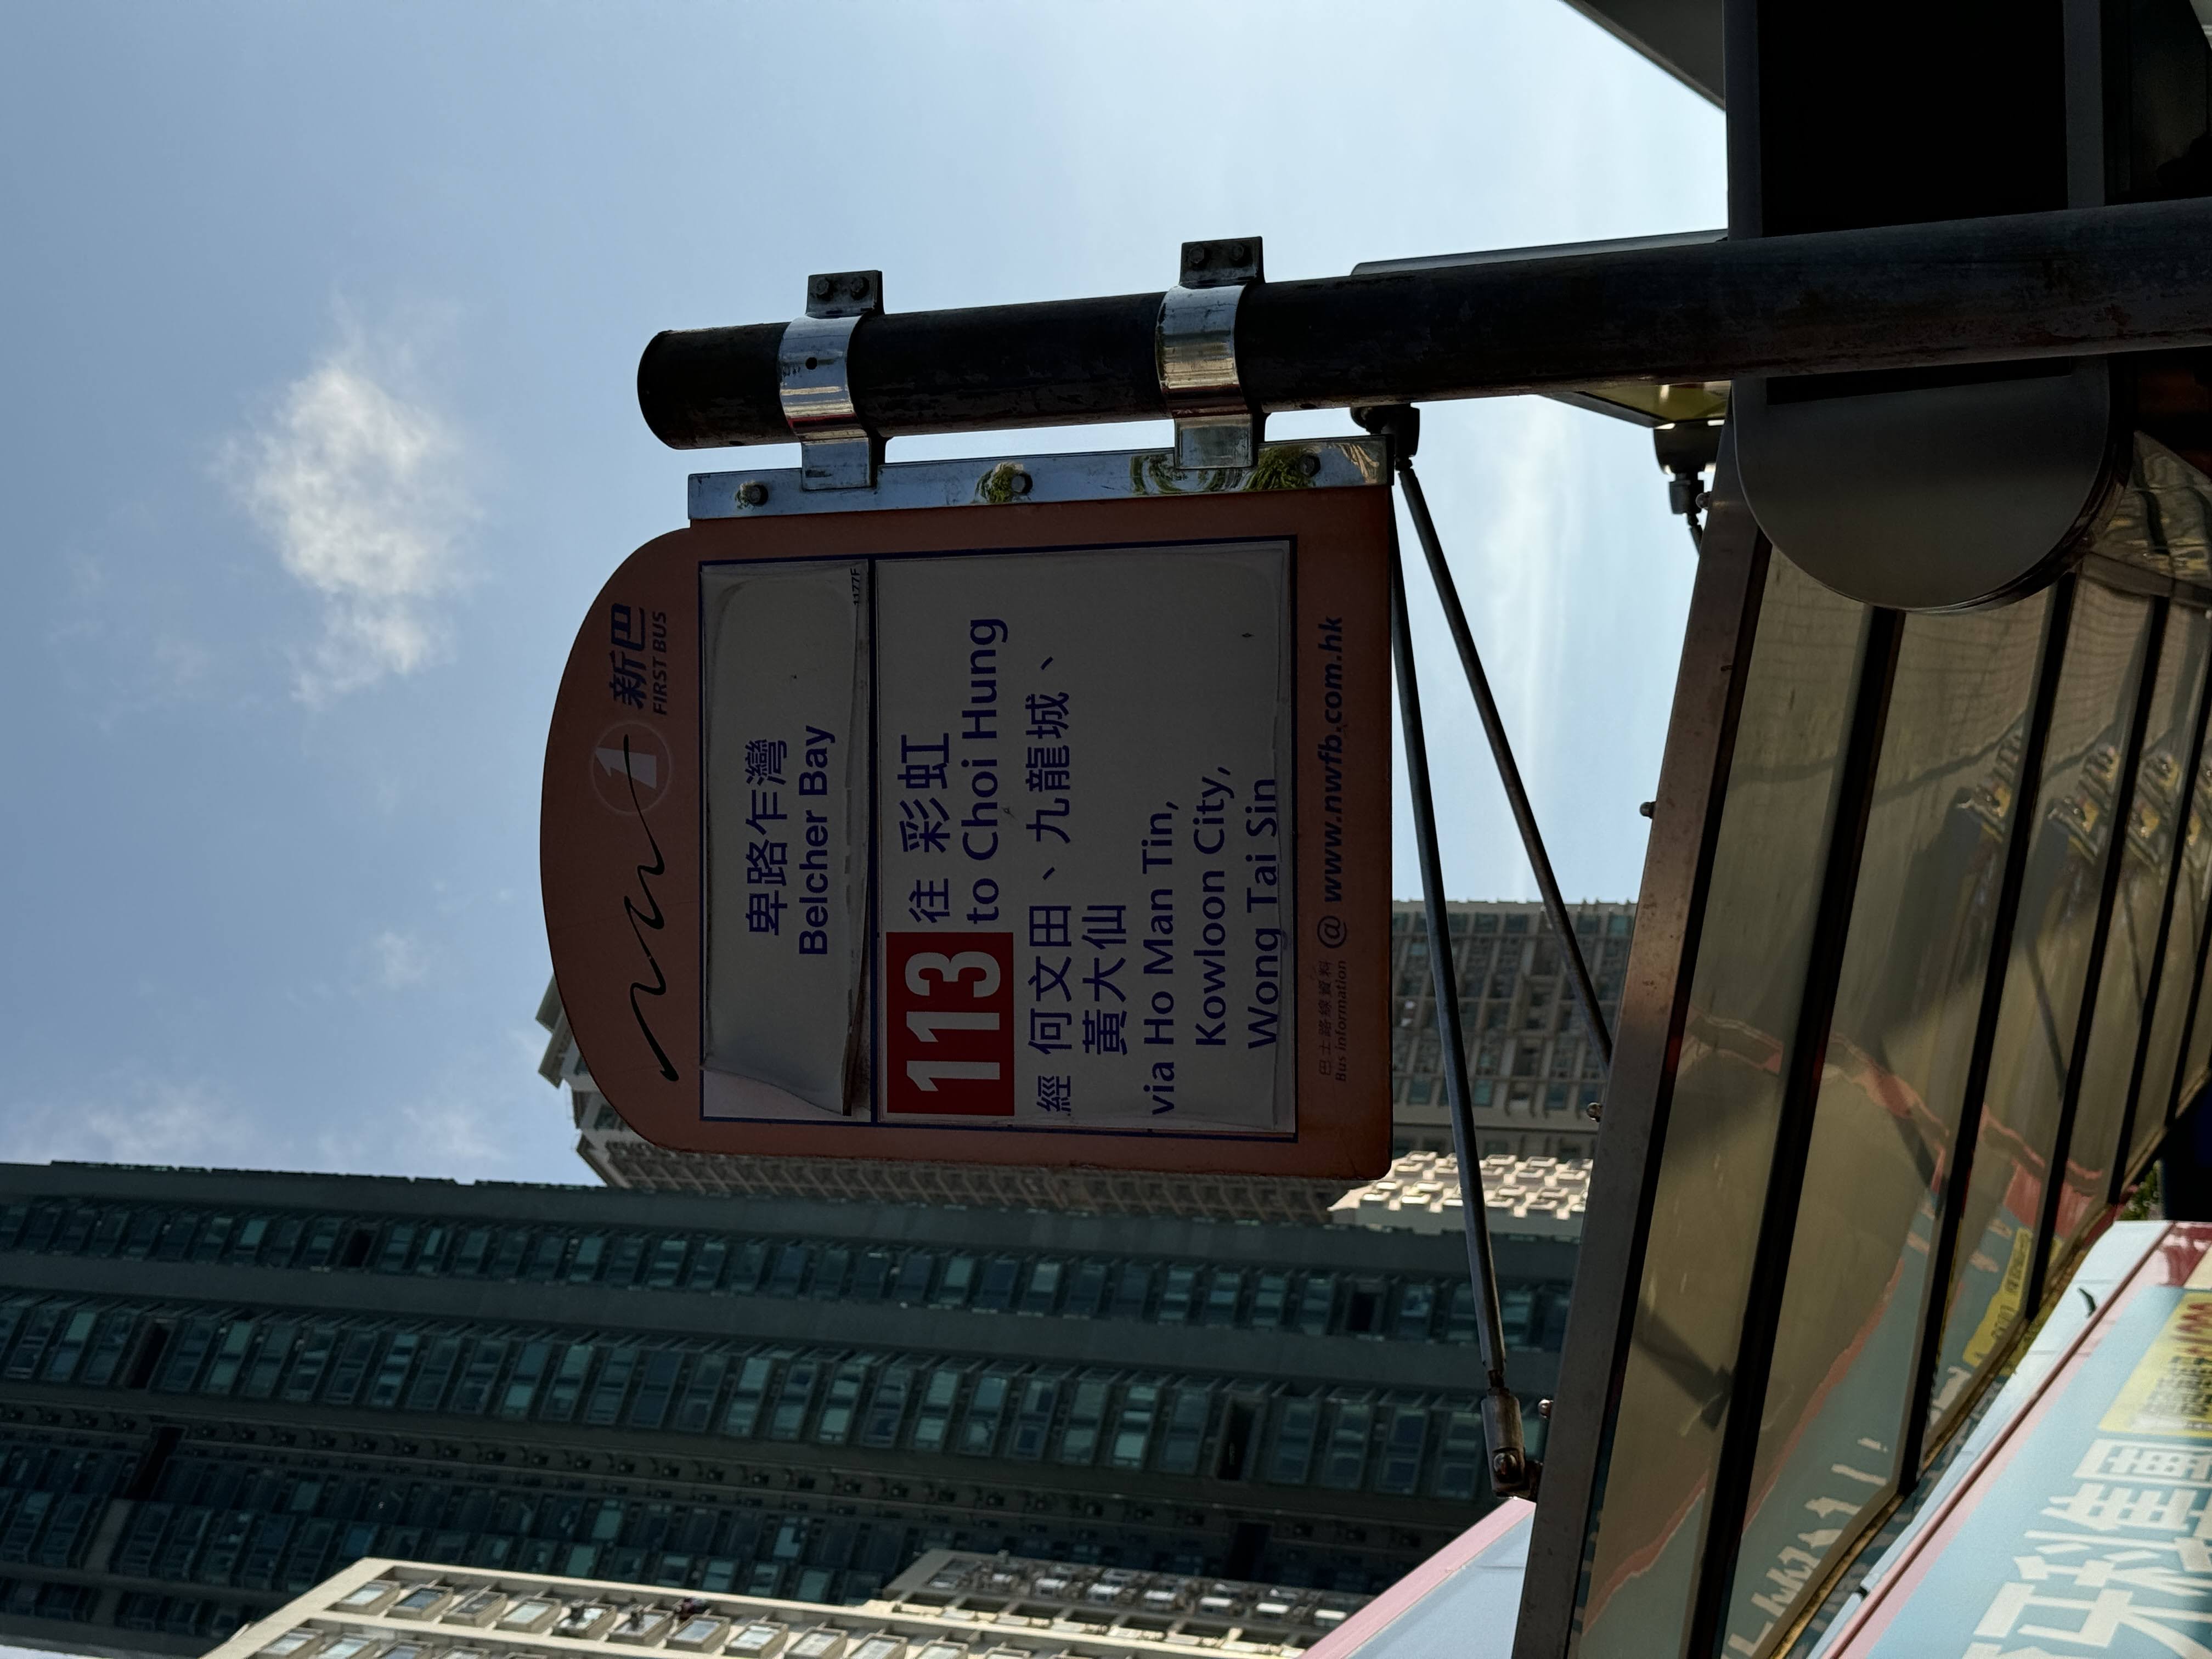 新巴
FIRST BUS
卑路乍灣
Belcher Bay
1177F
113 往 彩虹
to Choi Hung
經 何文田、九龍城、
黃大仙
via Ho Man Tin,
Kowloon City,
Wong Tai Sin
巴士路線資料
Bus information @ www.nwfb.com.hk